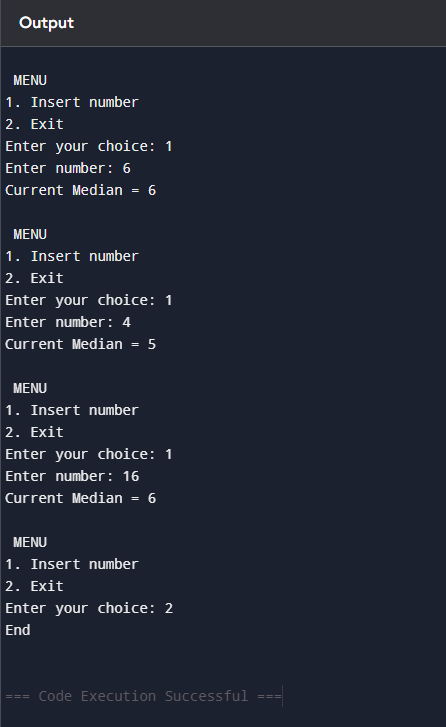 Output
MENU
1. Insert number
2. Exit
Enter your choice: 1
Enter number: 6
Current Median = 6
MENU
1. Insert number
2. Exit
Enter your choice: 1
Enter number: 4
Current Median = 5
MENU
1. Insert number
2. Exit
Enter your choice: 1
Enter number: 16
Current Median = 6
MENU
1. Insert number
2. Exit
Enter your choice: 2
End
=== Code Execution Successful ===